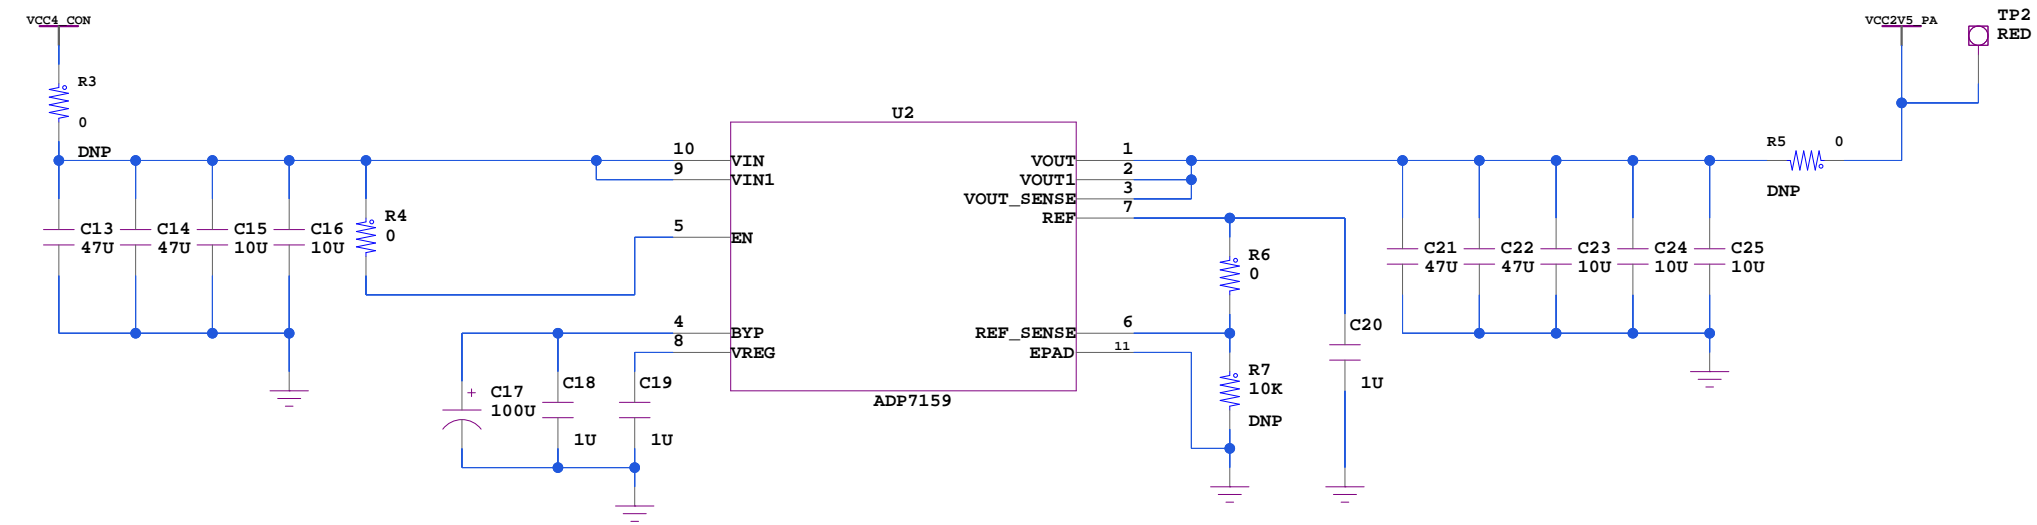 VCC4_CON
VCC2V5_PA
TP2
RED
R3
0
DNP
U2
10
VIN
9
VIN1
5
EN
4
BYP
8
VREG
VOUT
1
VOUT1
2
VOUT_SENSE
3
REF
7
REF_SENSE
6
EPAD
11
ADP7159
R5
0
DNP
C13
47U
C14
47U
C15
10U
C16
10U
R4
0
C17
100U
+
C18
1U
C19
1U
R6
0
R7
10K
DNP
C20
1U
C21
47U
C22
47U
C23
10U
C24
10U
C25
10U